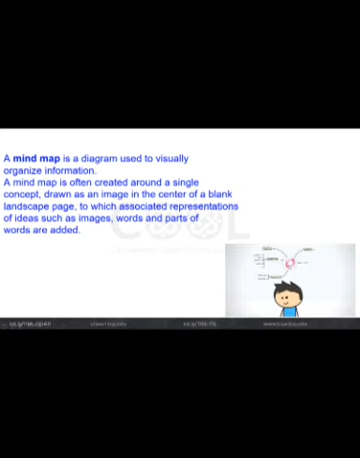 A mind map is a diagram used to visually
organize information.
A mind map is often created around a single
concept, drawn as an image in the center of a blank
landscape page, to which associated representations
of ideas such as images, words and parts of
words are added.